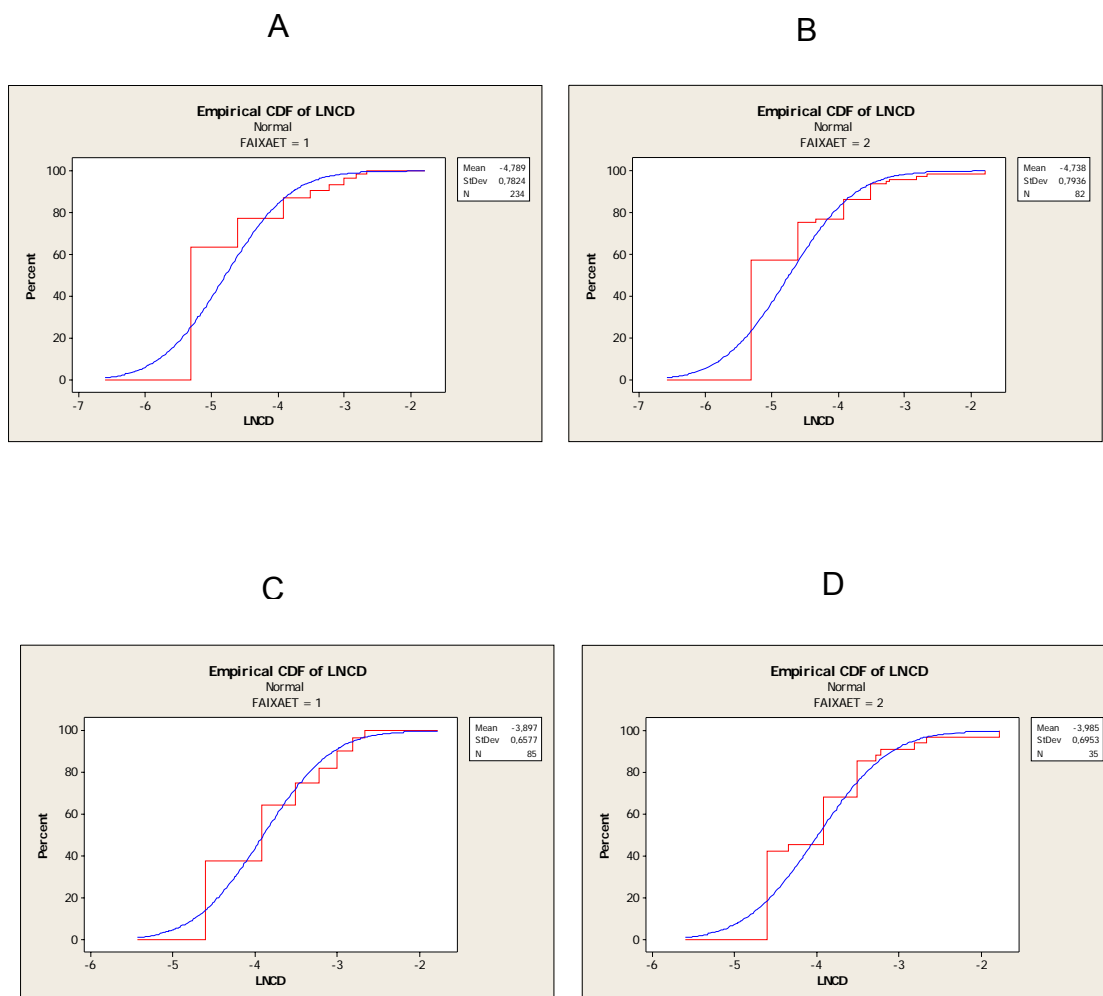 A
B
Empirical CDF of LNCD
Normal
FAIXAET = 1
Percent
100
80
60
40
20
0
-7 -6 -5 -4 -3 -2
LNCD
Mean -4,789
StDev 0,7824
N 234
Empirical CDF of LNCD
Normal
FAIXAET = 2
Percent
100
80
60
40
20
0
-7 -6 -5 -4 -3 -2
LNCD
Mean -4,738
StDev 0,7936
N 82
C
D
Empirical CDF of LNCD
Normal
FAIXAET = 1
Percent
100
80
60
40
20
0
-6 -5 -4 -3 -2
LNCD
Mean -3,897
StDev 0,6577
N 85
Empirical CDF of LNCD
Normal
FAIXAET = 2
Percent
100
80
60
40
20
0
-6 -5 -4 -3 -2
LNCD
Mean -3,985
StDev 0,6953
N 35